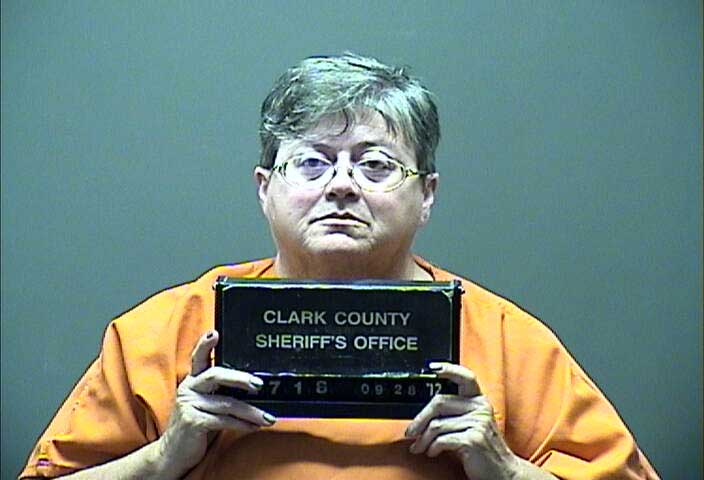 CLARK COUNTY
SHERIFF'S OFFICE
718 09 28 12